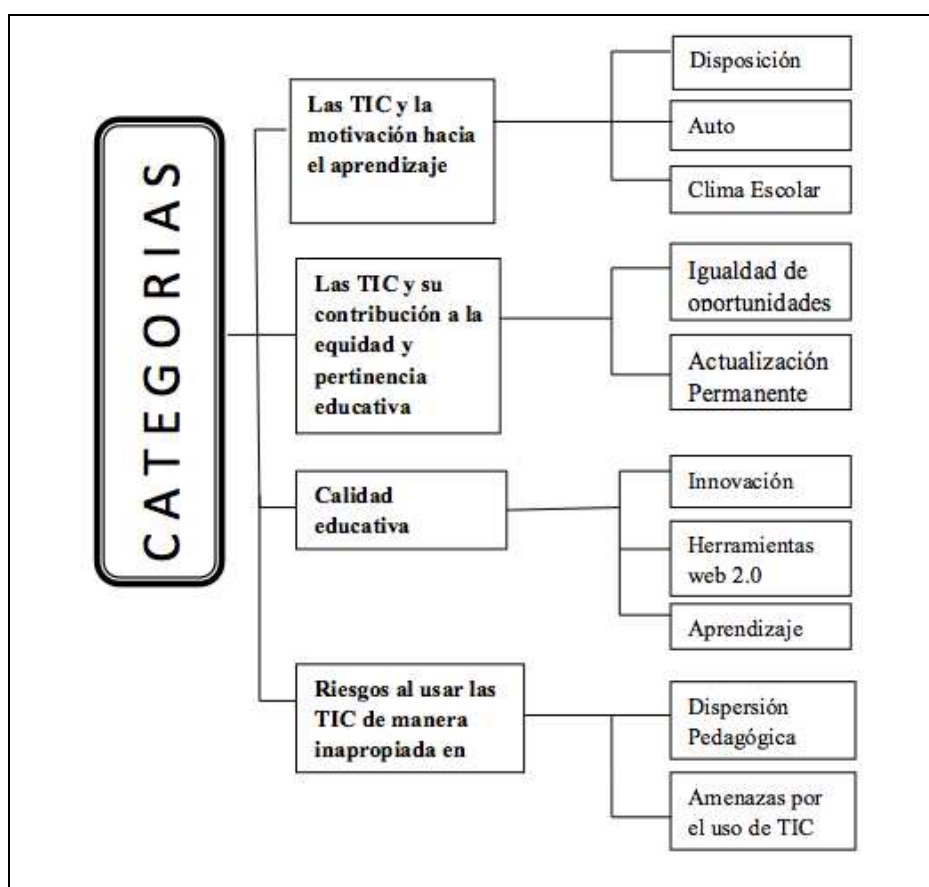 CATEGORIAS
Las TIC y la
motivación hacia
el aprendizaje
Disposición
Auto
Clima Escolar
Las TIC y su
contribución a la
equidad y
pertinencia
educativa
Igualdad de
oportunidades
Actualización
Permanente
Calidad
educativa
Innovación
Herramientas
web 2.0
Aprendizaje
Riesgos al usar las
TIC de manera
inapropiada en
Dispersión
Pedagógica
Amenazas por
el uso de TIC